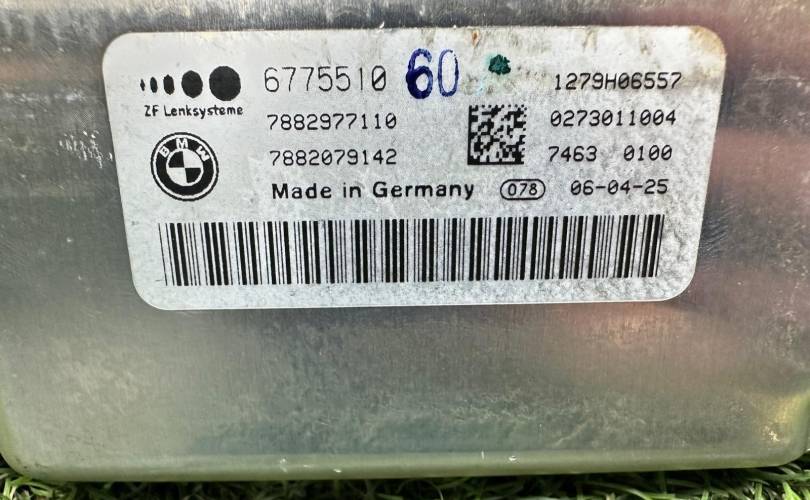 6775510 60 1279H06557
ZF Lenksysteme
7882977110 0273011004
BMW
7882079142 7463 0100
Made in Germany 078 06-04-25